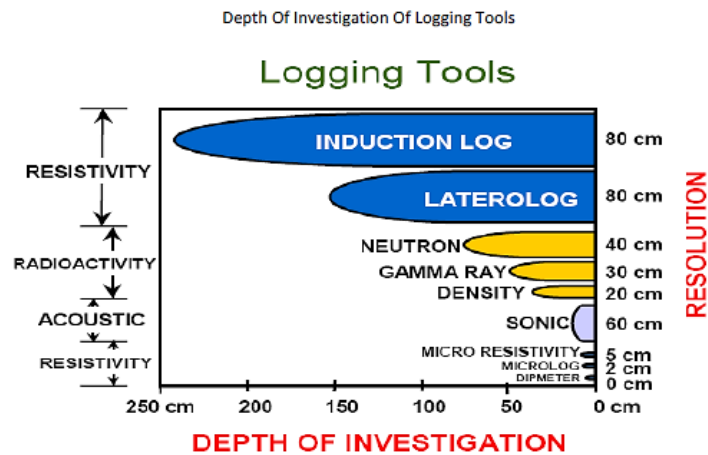 Depth Of Investigation Of Logging Tools
Logging Tools
INDUCTION LOG
80 cm
RESISTIVITY
LATEROLOG
80 cm
NEUTRON
40 cm
RADIOACTIVITY
GAMMA RAY
30 cm
DENSITY
20 cm
ACOUSTIC
SONIC
60 cm
RESISTIVITY
MICRO RESISTIVITY
5 cm
MICROLOG
2 cm
DIPMETER
0 cm
RESOLUTION
250 cm 200 150 100 50 0 cm
DEPTH OF INVESTIGATION